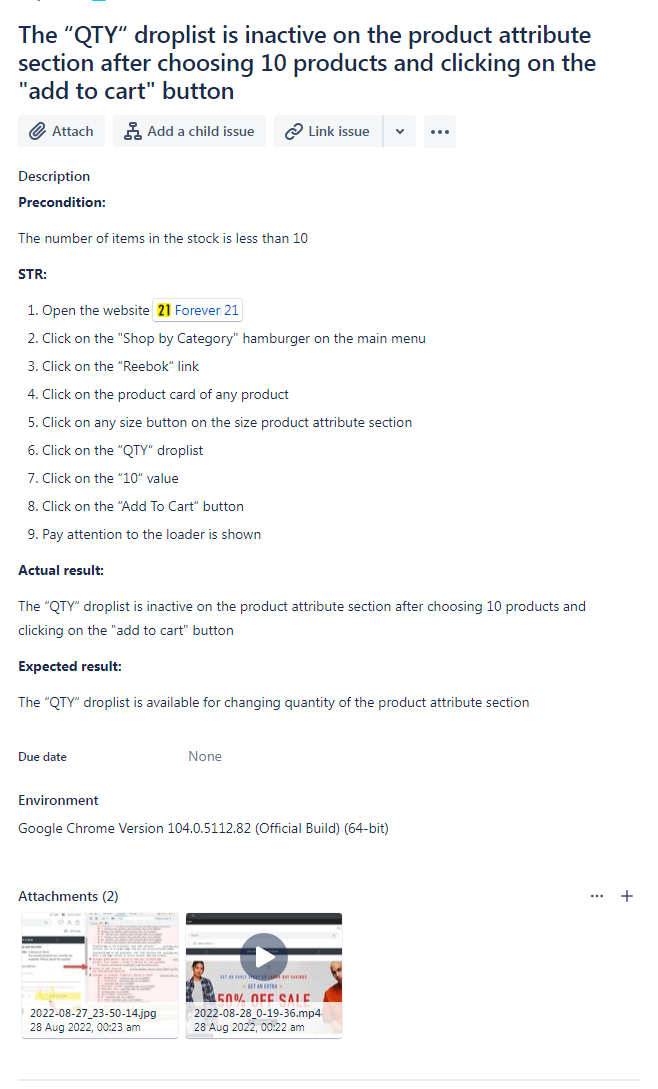 The “QTY” droplist is inactive on the product attribute
section after choosing 10 products and clicking on the
"add to cart" button
Attach
Add a child issue
Link issue
Description
Precondition:
The number of items in the stock is less than 10
STR:
1. Open the website 21 Forever 21
2. Click on the "Shop by Category" hamburger on the main menu
3. Click on the “Reebok” link
4. Click on the product card of any product
5. Click on any size button on the size product attribute section
6. Click on the “QTY” droplist
7. Click on the “10” value
8. Click on the “Add To Cart” button
9. Pay attention to the loader is shown
Actual result:
The “QTY” droplist is inactive on the product attribute section after choosing 10 products and
clicking on the "add to cart" button
Expected result:
The “QTY” droplist is available for changing quantity of the product attribute section
Due date None
Environment
Google Chrome Version 104.0.5112.82 (Official Build) (64-bit)
Attachments (2)
GET AN EXTRA
50% OFF SALE
2022-08-27_23-50-14.jpg
28 Aug 2022, 00:23 am
2022-08-28_0-19-36.mp4
28 Aug 2022, 00:22 am